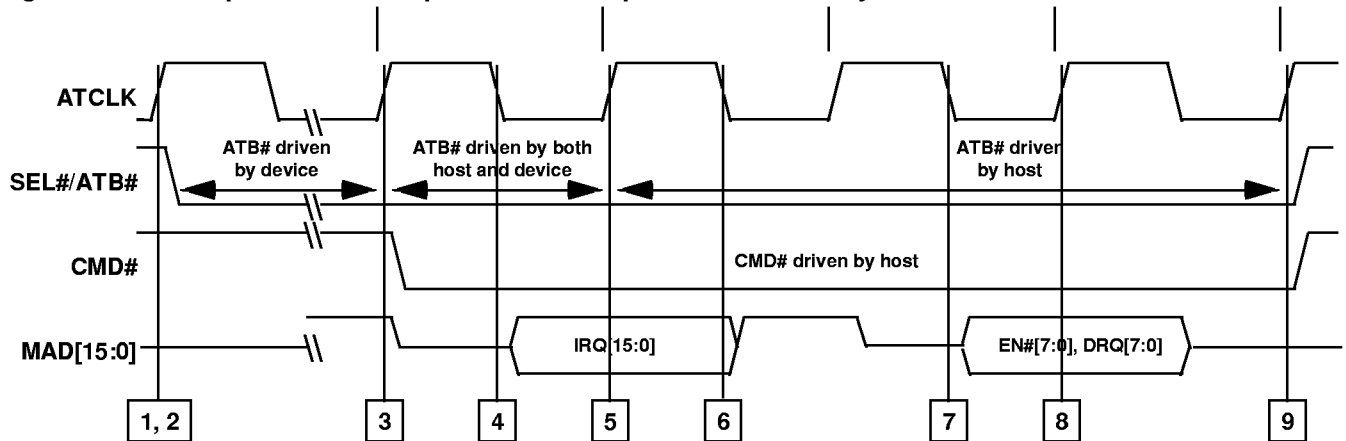 ATCLK
ATB# driven
by device
ATB# driven by both
host and device
ATB# driven
by host
SEL#/ATB#
CMD#
CMD# driven by host
MAD[15:0]
IRQ[15:0]
EN#[7:0], DRQ[7:0]
1, 2
3
4
5
6
7
8
9